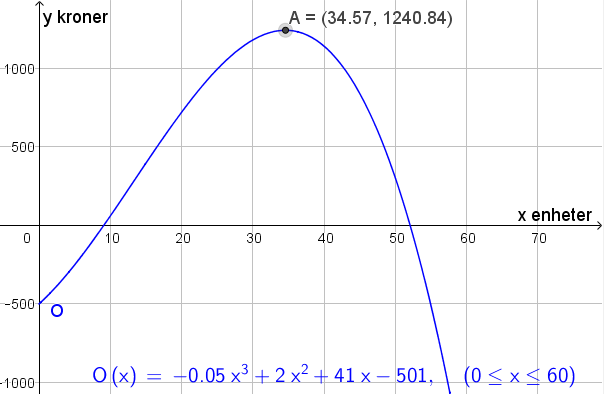 y kroner
A = (34.57, 1240.84)
1000
500
x enheter
0 10 20 30 40 50 60 70
−500
O
O (x) = −0.05 x³ + 2 x² + 41 x − 501, (0 ≤ x ≤ 60)
−1000